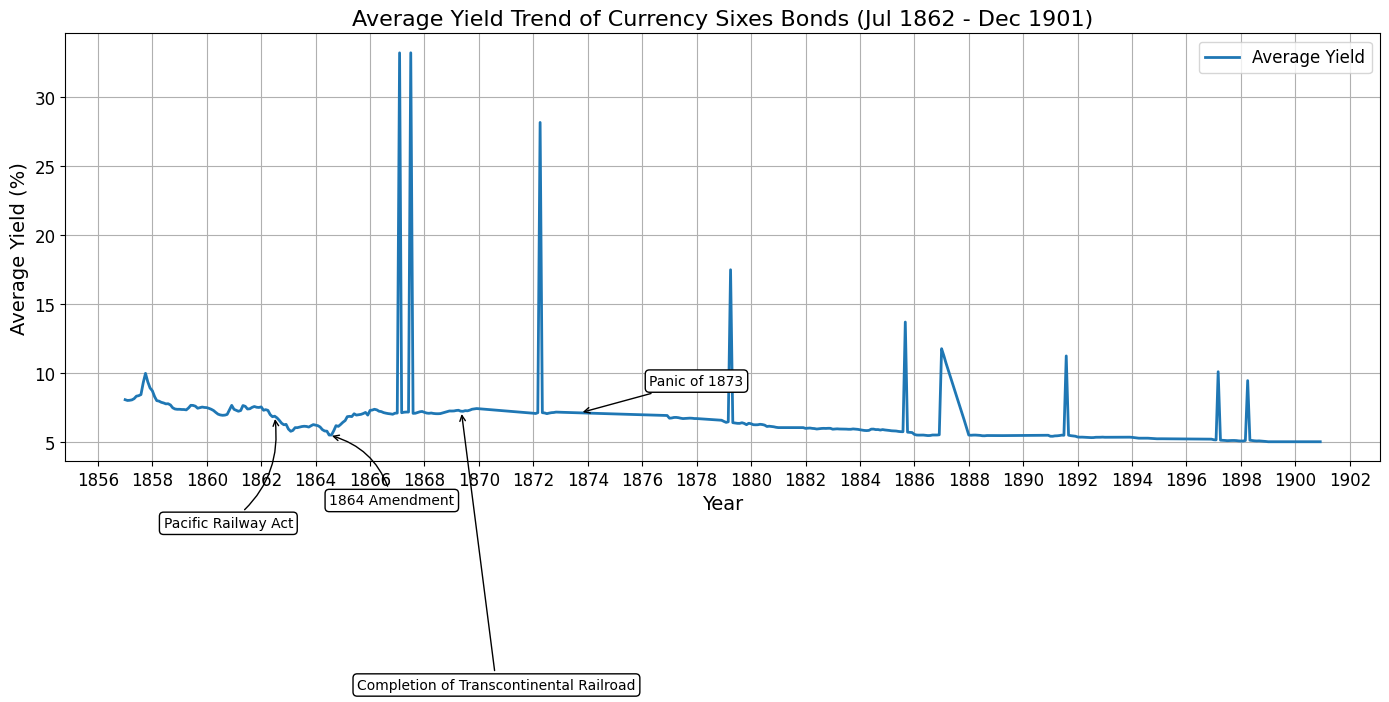 Average Yield Trend of Currency Sixes Bonds (Jul 1862 - Dec 1901)
Average Yield
Average Yield (%)
30
25
20
15
10
5
Panic of 1873
1856 1858 1860 1862 1864 1866 1868 1870 1872 1874 1876 1878 1880 1882 1884 1886 1888 1890 1892 1894 1896 1898 1900 1902
Year
1864 Amendment
Pacific Railway Act
Completion of Transcontinental Railroad